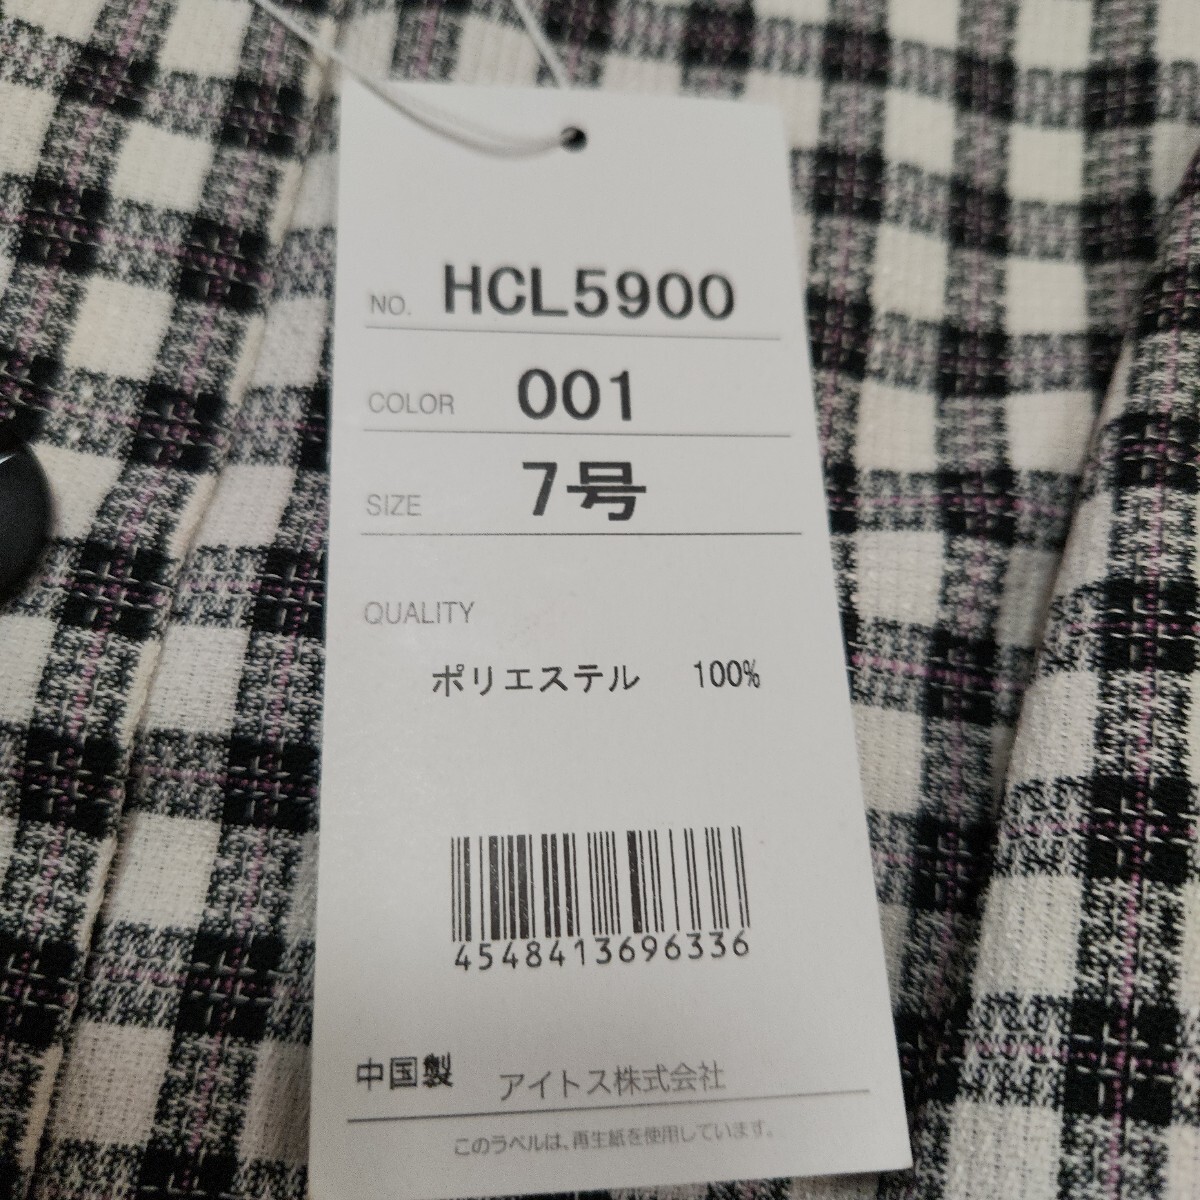 NO. HCL5900
COLOR 001
SIZE 7号
QUALITY
ポリエステル 100%
4548413696336
中国製 アイトス株式会社
このラベルは、再生紙を使用しています。